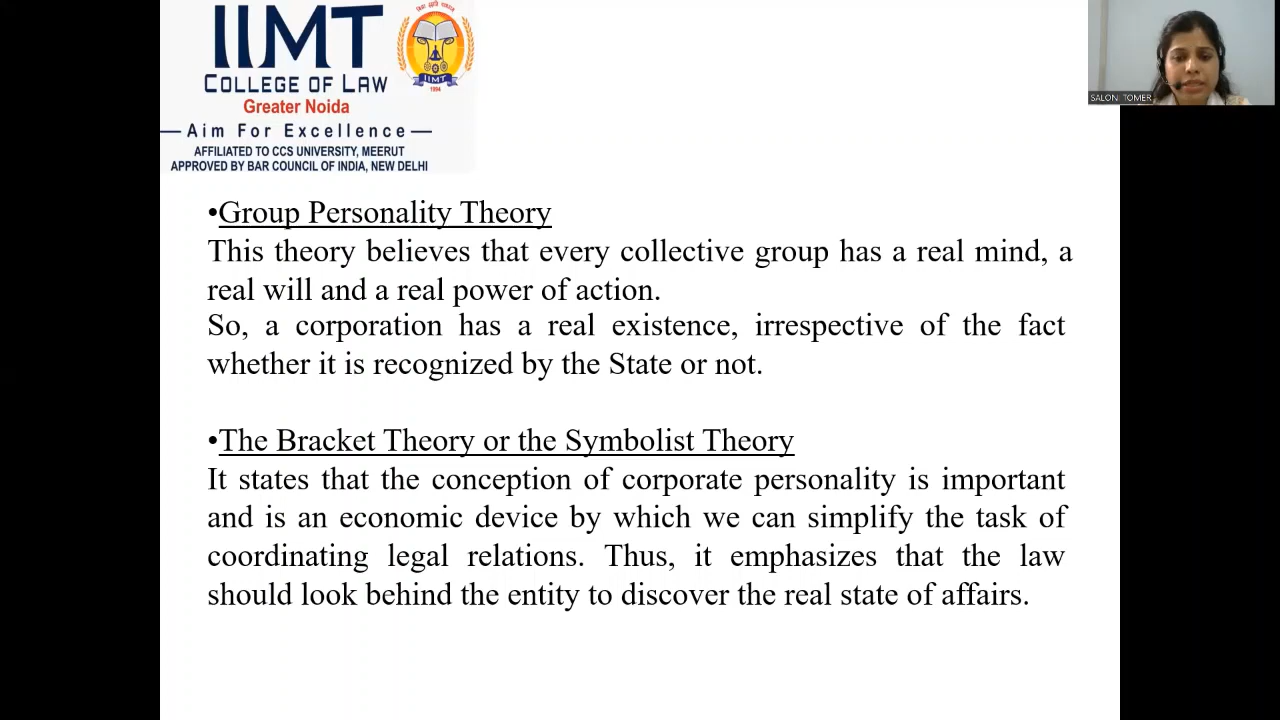 IIMT
COLLEGE OF LAW
Greater Noida
—Aim For Excellence—
AFFILIATED TO CCS UNIVERSITY, MEERUT
APPROVED BY BAR COUNCIL OF INDIA, NEW DELHI
IIMT
1994
SALONI TOMER
•Group Personality Theory
This theory believes that every collective group has a real mind, a
real will and a real power of action.
So, a corporation has a real existence, irrespective of the fact
whether it is recognized by the State or not.
•The Bracket Theory or the Symbolist Theory
It states that the conception of corporate personality is important
and is an economic device by which we can simplify the task of
coordinating legal relations. Thus, it emphasizes that the law
should look behind the entity to discover the real state of affairs.